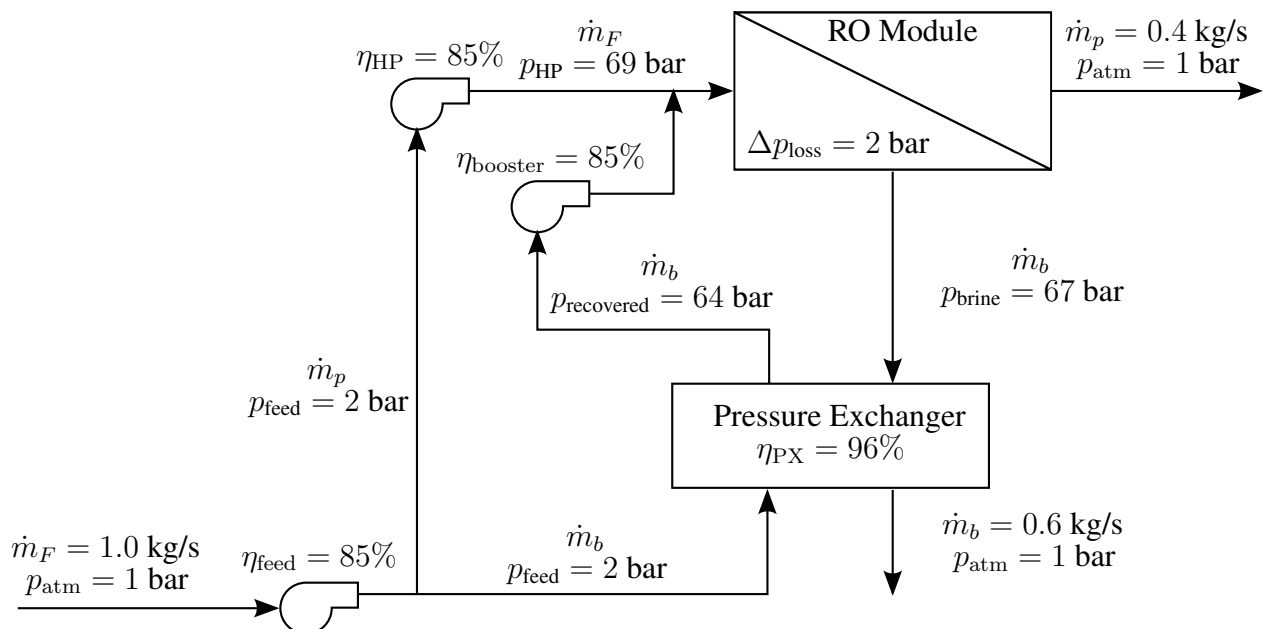 RO Module
Δp_loss = 2 bar
ṁ_p = 0.4 kg/s
p_atm = 1 bar
ṁ_F
p_HP = 69 bar
η_HP = 85%
η_booster = 85%
ṁ_b
p_recovered = 64 bar
ṁ_b
p_brine = 67 bar
ṁ_p
p_feed = 2 bar
Pressure Exchanger
η_PX = 96%
ṁ_F = 1.0 kg/s
p_atm = 1 bar
η_feed = 85%
ṁ_b
p_feed = 2 bar
ṁ_b = 0.6 kg/s
p_atm = 1 bar